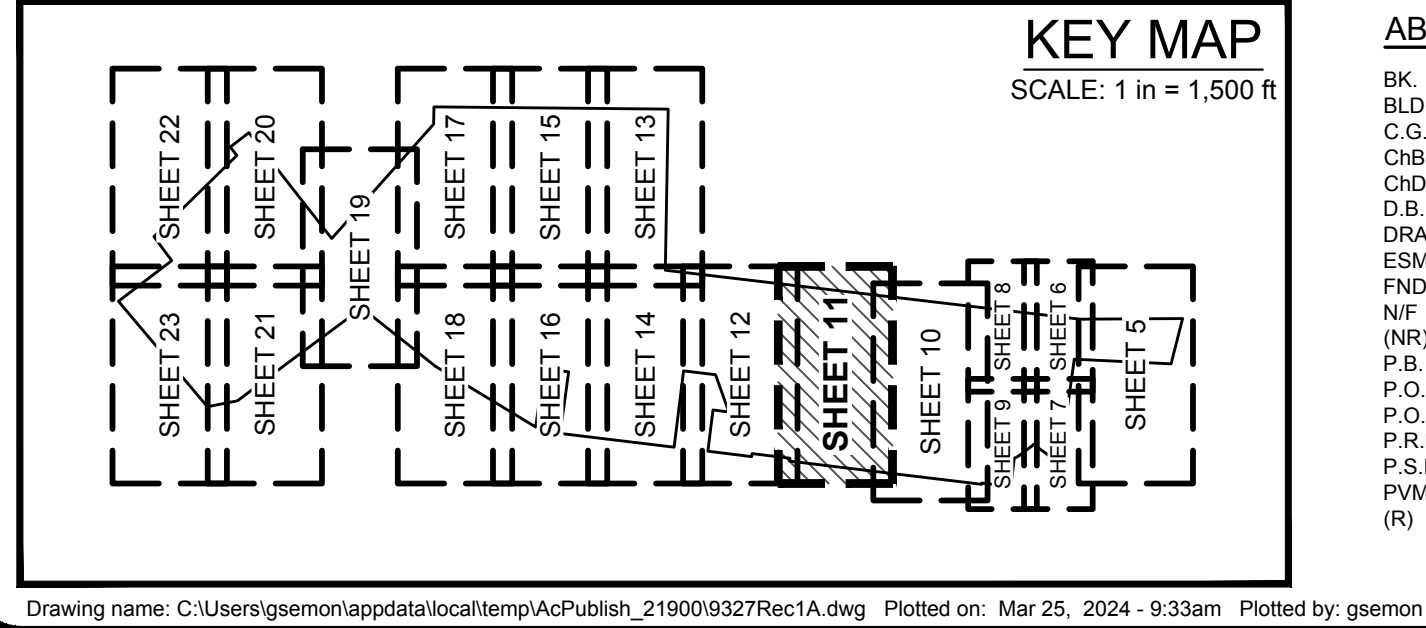 KEY MAP
SCALE: 1 in = 1,500 ft
SHEET 22
SHEET 20
SHEET 19
SHEET 17
SHEET 15
SHEET 13
SHEET 23
SHEET 21
SHEET 18
SHEET 16
SHEET 14
SHEET 12
SHEET 11
SHEET 10
SHEET 8
SHEET 6
SHEET 9
SHEET 7
SHEET 5
AB
BK.
BLD
C.G.
ChB
ChD
D.B.
DRA
ESM
FND
N/F
(NR)
P.B.
P.O.
P.O.
P.R.
P.S.
PVM
(R)
Drawing name: C:\Users\gsemon\appdata\local\temp\AcPublish_21900\9327Rec1A.dwg Plotted on: Mar 25, 2024 - 9:33am Plotted by: gsemon